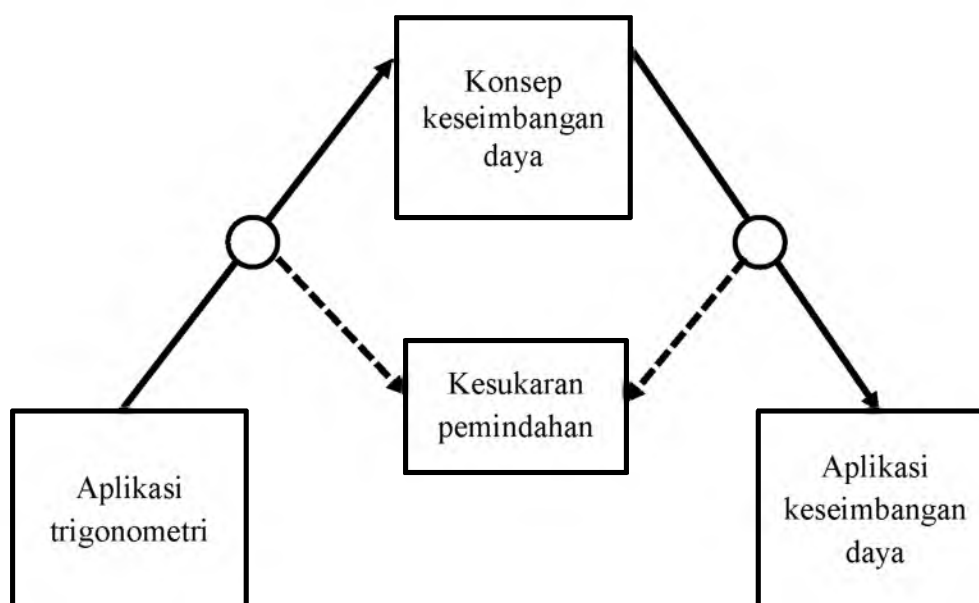 Konsep
keseimbangan
daya
Kesukaran
pemindahan
Aplikasi
trigonometri
Aplikasi
keseimbangan
daya